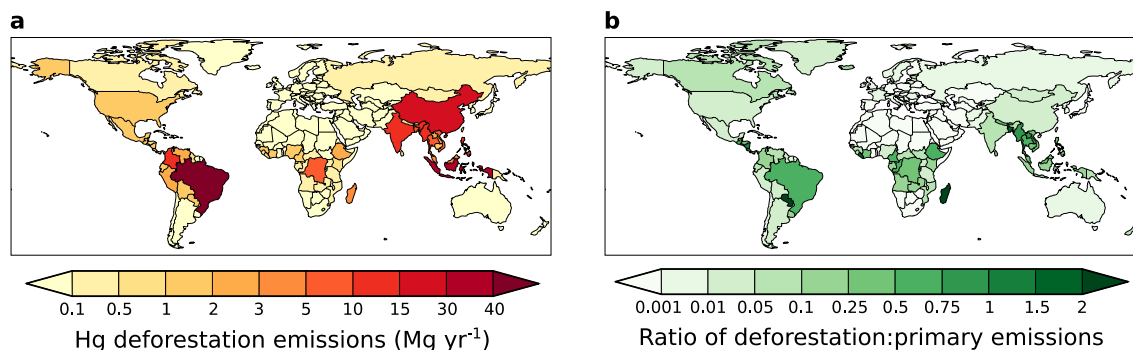 a
b
0.1 0.5 1 2 3 5 10 15 30 40
Hg deforestation emissions (Mg yr⁻¹)
0.001 0.01 0.05 0.1 0.25 0.5 0.75 1 1.5 2
Ratio of deforestation:primary emissions